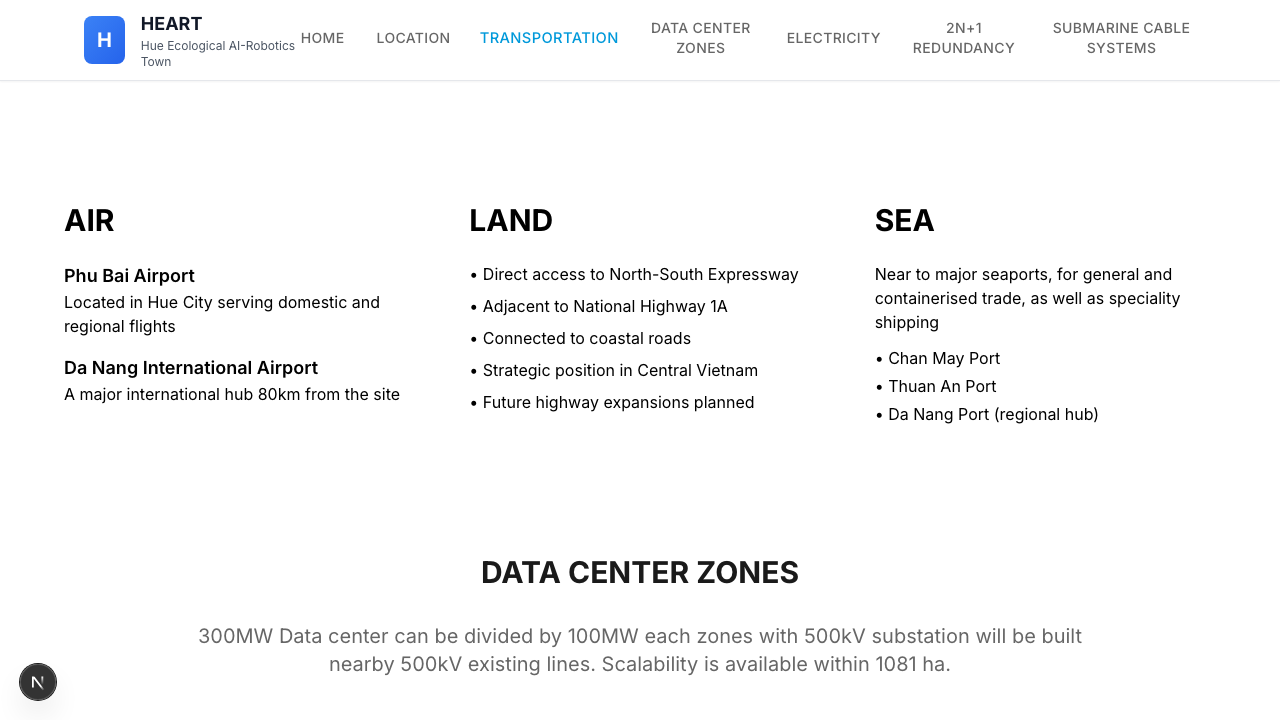 H
HEART
Hue Ecological AI-Robotics
Town
HOME
LOCATION
TRANSPORTATION
DATA CENTER
ZONES
ELECTRICITY
2N+1
REDUNDANCY
SUBMARINE CABLE
SYSTEMS
AIR
Phu Bai Airport
Located in Hue City serving domestic and
regional flights
Da Nang International Airport
A major international hub 80km from the site
LAND
• Direct access to North-South Expressway
• Adjacent to National Highway 1A
• Connected to coastal roads
• Strategic position in Central Vietnam
• Future highway expansions planned
SEA
Near to major seaports, for general and
containerised trade, as well as speciality
shipping
• Chan May Port
• Thuan An Port
• Da Nang Port (regional hub)
DATA CENTER ZONES
300MW Data center can be divided by 100MW each zones with 500kV substation will be built
nearby 500kV existing lines. Scalability is available within 1081 ha.
N